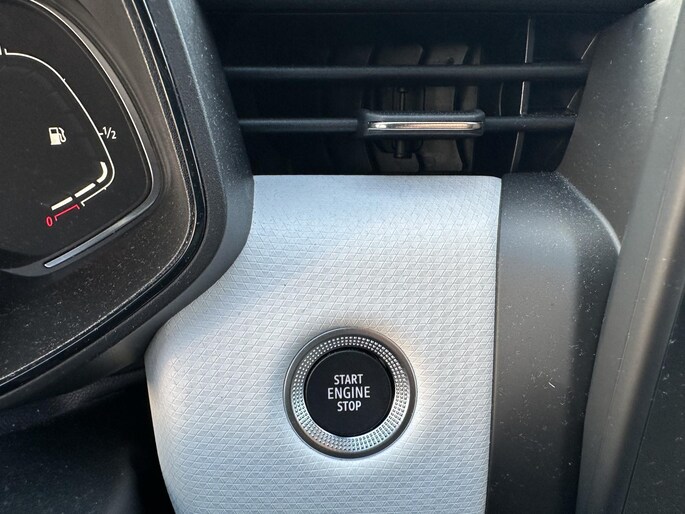 1/2
0
START
ENGINE
STOP